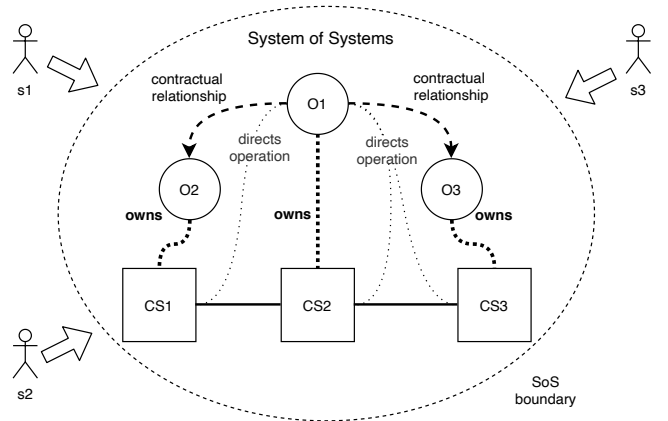 System of Systems
s1
s3
contractual
relationship
contractual
relationship
O1
directs
operation
directs
operation
O2
O3
owns
owns
owns
CS1
CS2
CS3
s2
SoS
boundary